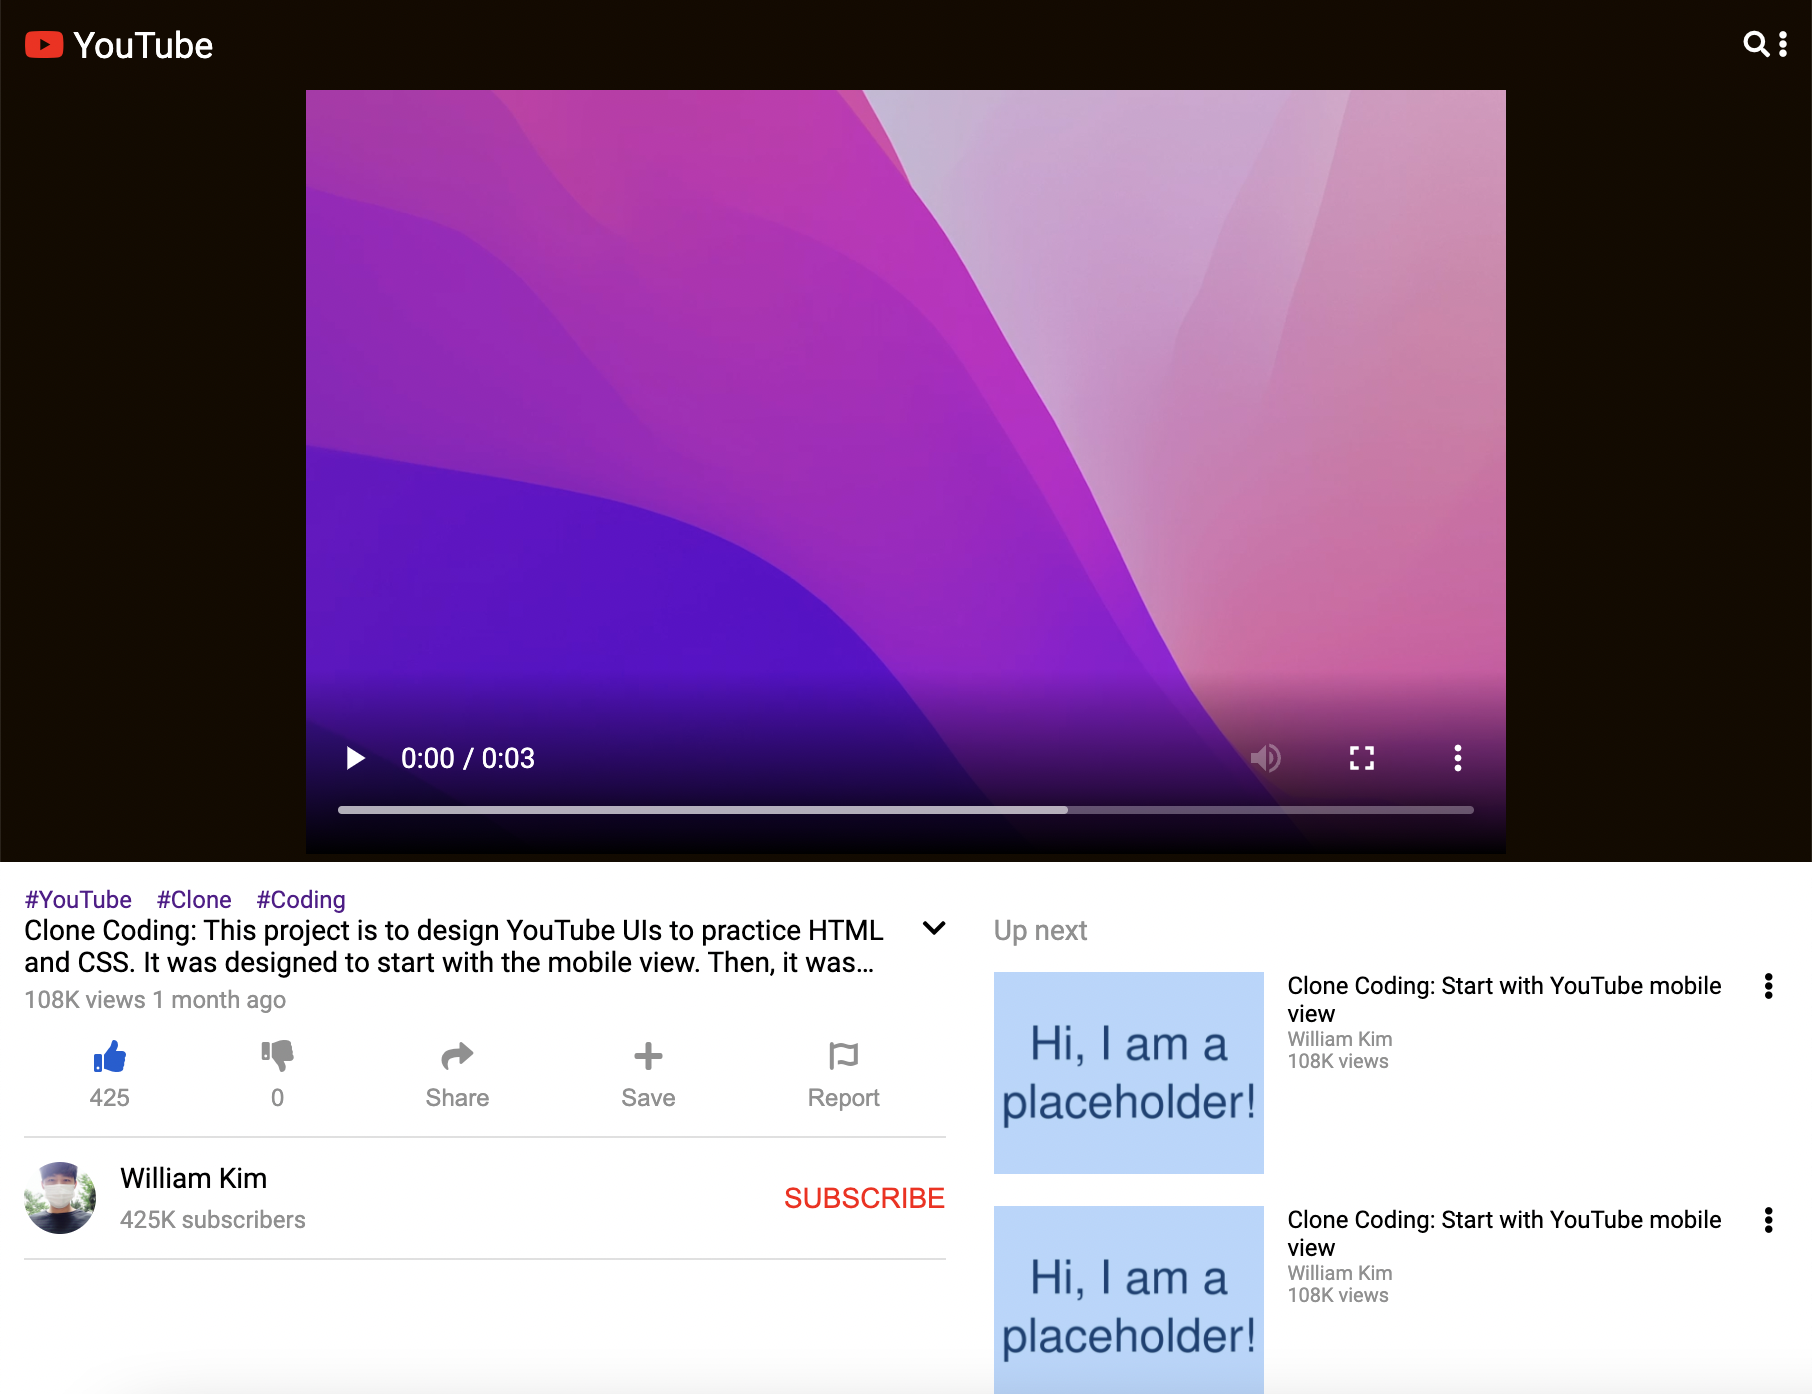 YouTube
0:00 / 0:03
#YouTube #Clone #Coding
Clone Coding: This project is to design YouTube UIs to practice HTML
and CSS. It was designed to start with the mobile view. Then, it was...
108K views 1 month ago
425
0
Share
Save
Report
William Kim
425K subscribers
SUBSCRIBE
Up next
Hi, I am a
placeholder!
Clone Coding: Start with YouTube mobile
view
William Kim
108K views
Hi, I am a
placeholder!
Clone Coding: Start with YouTube mobile
view
William Kim
108K views